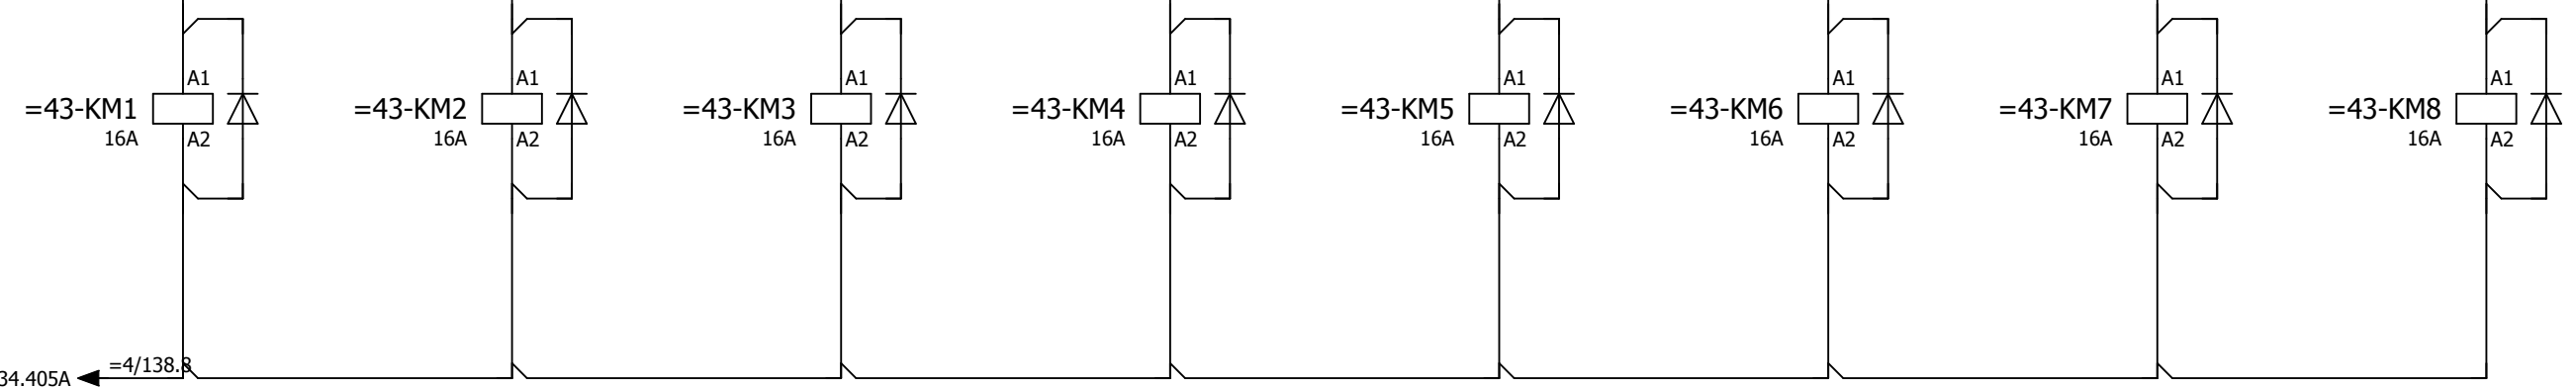 A1 A1 A1 A1 A1 A1 A1 A1
=43-KM1 =43-KM2 =43-KM3 =43-KM4 =43-KM5 =43-KM6 =43-KM7 =43-KM8
16A A2 16A A2 16A A2 16A A2 16A A2 16A A2 16A A2 16A A2
=4/138.8
34.405A